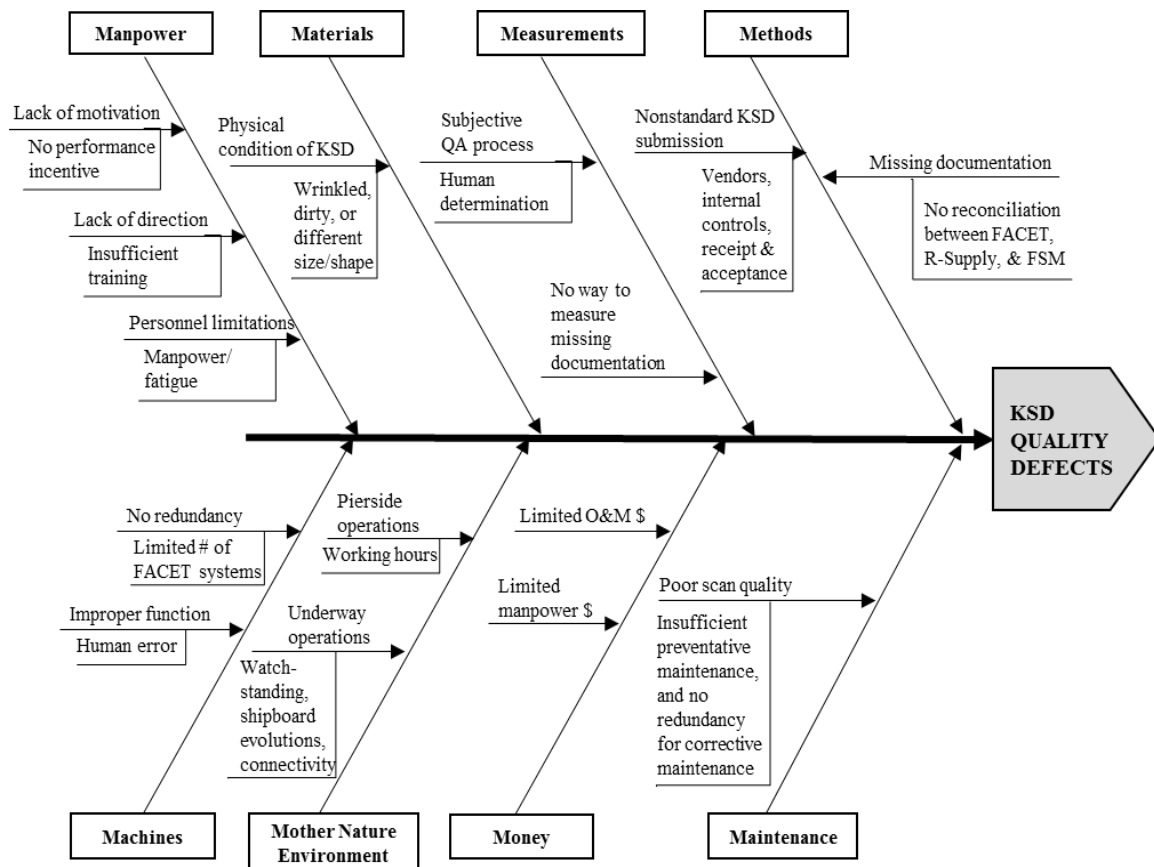 Manpower
Materials
Measurements
Methods
Lack of motivation
No performance
incentive
Lack of direction
Insufficient
training
Personnel limitations
Manpower/
fatigue
Physical
condition of KSD
Wrinkled,
dirty, or
different
size/shape
Subjective
QA process
Human
determination
No way to
measure
missing
documentation
Nonstandard KSD
submission
Vendors,
internal
controls,
receipt &
acceptance
Missing documentation
No reconciliation
between FACET,
R-Supply, & FSM
KSD
QUALITY
DEFECTS
No redundancy
Limited # of
FACET systems
Improper function
Human error
Pierside
operations
Working hours
Underway
operations
Watch-
standing,
shipboard
evolutions,
connectivity
Limited O&M $
Limited
manpower $
Poor scan quality
Insufficient
preventative
maintenance,
and no
redundancy
for corrective
maintenance
Machines
Mother Nature
Environment
Money
Maintenance